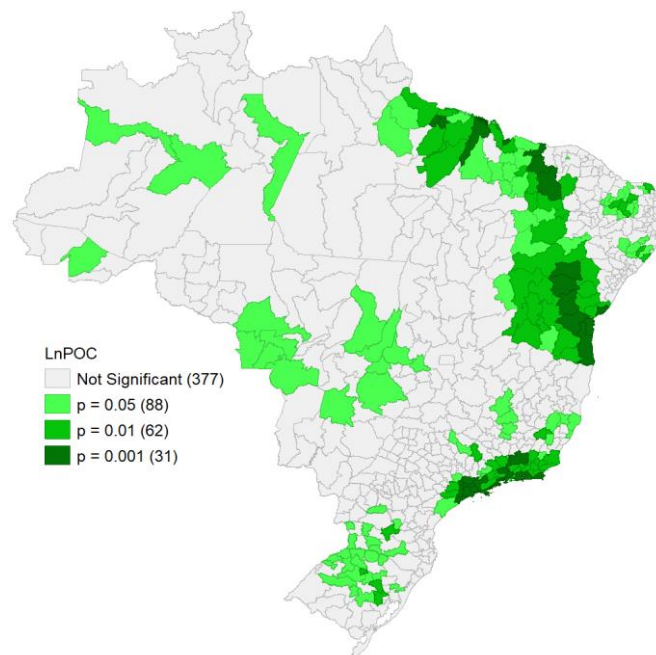 LnPOC
Not Significant (377)
p = 0.05 (88)
p = 0.01 (62)
p = 0.001 (31)